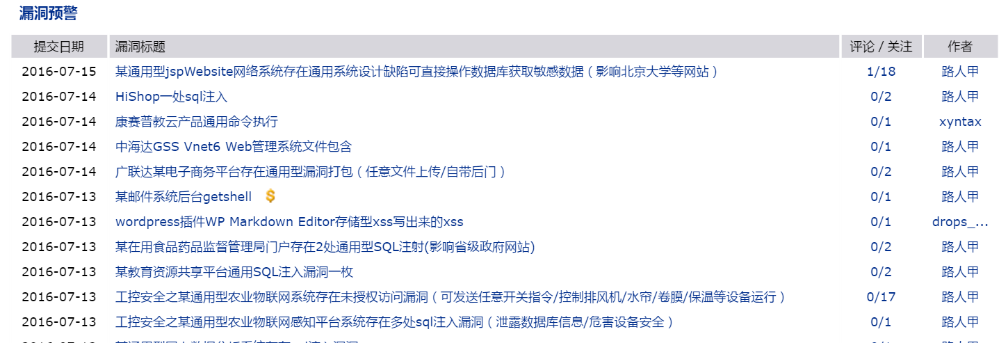 漏洞预警
提交日期 漏洞标题 评论 / 关注 作者
2016-07-15 某通用型jspWebsite网络系统存在通用系统设计缺陷可直接操作数据库获取敏感数据（影响北京大学等网站） 1/18 路人甲
2016-07-14 HiShop一处sql注入 0/2 路人甲
2016-07-14 康赛普教云产品通用命令执行 0/1 xyntax
2016-07-14 中海达GSS Vnet6 Web管理系统文件包含 0/1 路人甲
2016-07-14 广联达某电子商务平台存在通用型漏洞打包（任意文件上传/自带后门） 0/2 路人甲
2016-07-13 某邮件系统后台getshell 0/1 路人甲
2016-07-13 wordpress插件WP Markdown Editor存储型xss写出来的xss 0/1 drops_...
2016-07-13 某在用食品药品监督管理局门户存在2处通用型SQL注射(影响省级政府网站) 0/2 路人甲
2016-07-13 某教育资源共享平台通用SQL注入漏洞一枚 0/2 路人甲
2016-07-13 工控安全之某通用型农业物联网系统存在未授权访问漏洞（可发送任意开关指令/控制排风机/水帘/卷膜/保温等设备运行） 0/17 路人甲
2016-07-13 工控安全之某通用型农业物联网感知平台系统存在多处sql注入漏洞（泄露数据库信息/危害设备安全） 0/1 路人甲